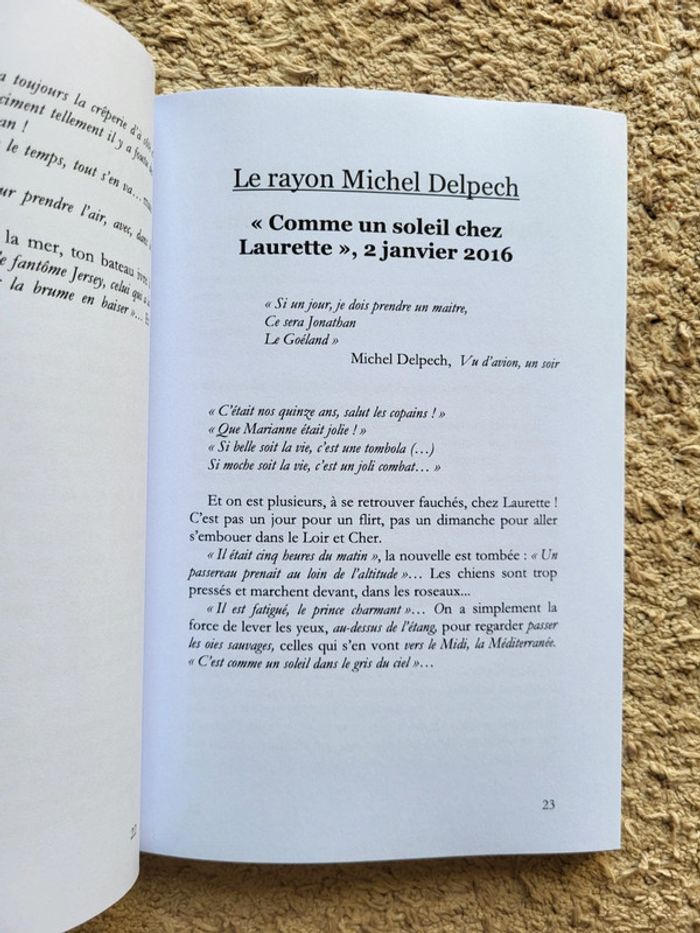 a toujours la crêperie d'à
ciment tellement il y a foutu
an !
le temps, tout s'en va…
ur prendre l'air, avec, dans
la mer, ton bateau ivre
e fantôme Jersey, celui qui a
la brume en baiser »…
22
Le rayon Michel Delpech
« Comme un soleil chez
Laurette », 2 janvier 2016
« Si un jour, je dois prendre un maitre,
Ce sera Jonathan
Le Goéland »
Michel Delpech, Vu d'avion, un soir
« C'était nos quinze ans, salut les copains ! »
« Que Marianne était jolie ! »
« Si belle soit la vie, c'est une tombola (…)
Si moche soit la vie, c'est un joli combat… »
Et on est plusieurs, à se retrouver fauchés, chez Laurette !
C'est pas un jour pour un flirt, pas un dimanche pour aller
s'embouer dans le Loir et Cher.
« Il était cinq heures du matin », la nouvelle est tombée : « Un
passereau prenait au loin de l'altitude »… Les chiens sont trop
pressés et marchent devant, dans les roseaux...
« Il est fatigué, le prince charmant »… On a simplement la
force de lever les yeux, au-dessus de l'étang, pour regarder passer
les oies sauvages, celles qui s'en vont vers le Midi, la Méditerranée.
« C'est comme un soleil dans le gris du ciel »…
23